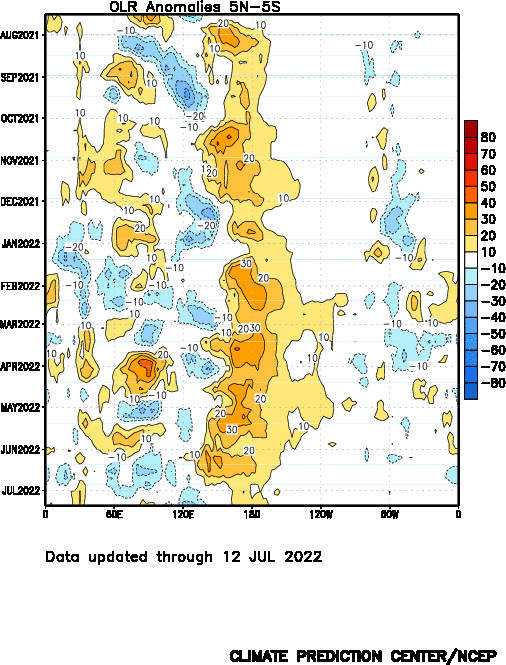 OLR Anomalies 5N-5S
AUG2021
SEP2021
OCT2021
NOV2021
DEC2021
JAN2022
FEB2022
MAR2022
APR2022
MAY2022
JUN2022
JUL2022
0 60E 120E 180 120W 60W 0
80
70
60
50
40
30
20
10
-10
-20
-30
-40
-50
-60
-70
-80
Data updated through 12 JUL 2022
CLIMATE PREDICTION CENTER/NCEP